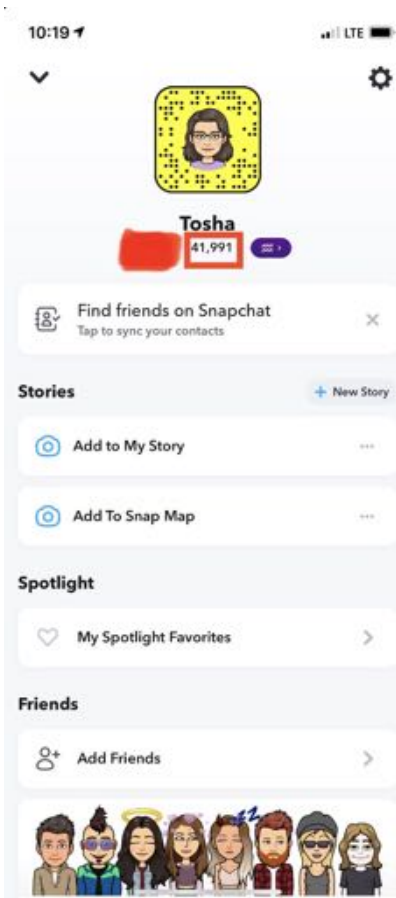 10:19
LTE
Tosha
41,991
Find friends on Snapchat
Tap to sync your contacts
Stories
+ New Story
Add to My Story
Add To Snap Map
Spotlight
My Spotlight Favorites
Friends
Add Friends